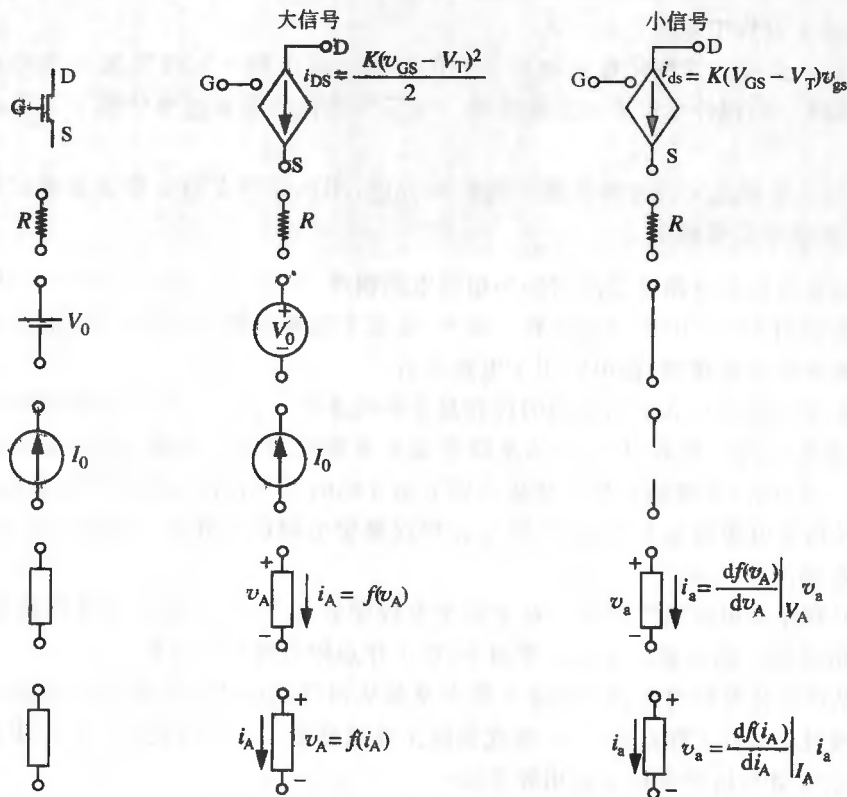 大信号
小信号
D
G
S
D
G
i_DS = K(v_GS − V_T)² / 2
S
D
G
i_ds = K(V_GS − V_T)v_gs
S
R
R
R
V_0
+
V_0
−
I_0
I_0
+
v_A
i_A = f(v_A)
−
+
v_a
i_a = df(v_A)/dv_A |_{V_A} v_a
−
+
i_A
v_A = f(i_A)
−
+
i_a
v_a = df(i_A)/di_A |_{I_A} i_a
−